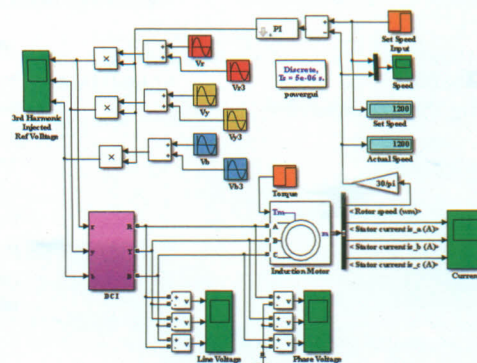 PI
Set Speed
Input
Vr
Discrete,
Ts = 5e-06 s.
powergui
Speed
Vr3
3rd Harmonic
Injected
Ref Voltage
Vy
1200
Set Speed
Vy3
1200
Actual Speed
Vb
Vb3
30/pi
Torque
<Rotor speed (wm)>
Tm
<Stator current is_a (A)>
r
R
A
m
y
Y
B
<Stator current is_b (A)>
b
B
C
<Stator current is_c (A)>
Induction Motor
Current
BCI
v
v
v
v
v
v
Line Voltage
Phase Voltage